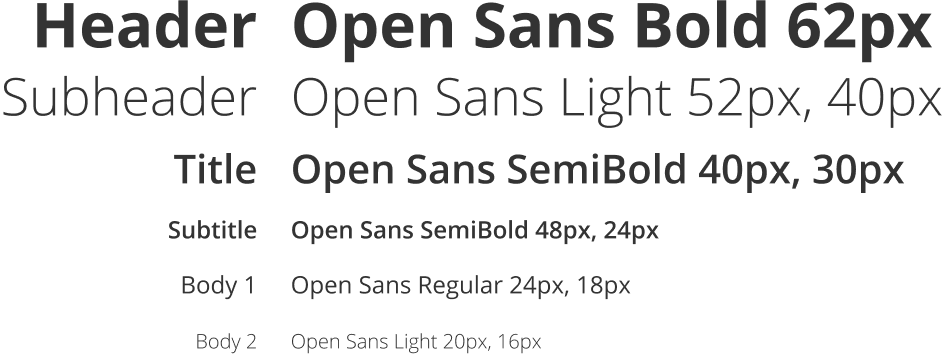 Header Open Sans Bold 62px
Subheader Open Sans Light 52px, 40px
Title Open Sans SemiBold 40px, 30px
Subtitle Open Sans SemiBold 48px, 24px
Body 1 Open Sans Regular 24px, 18px
Body 2 Open Sans Light 20px, 16px